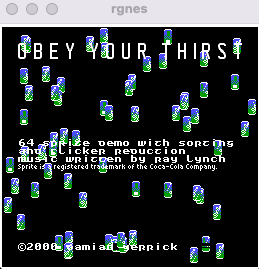 rgnes
OBEY YOUR THIRST
64 sprite demo with sorting
and flicker reduction
music written by Ray Lynch
Sprite is a registered trademark of the Coca-Cola Company.
©2000 Damian Yerrick